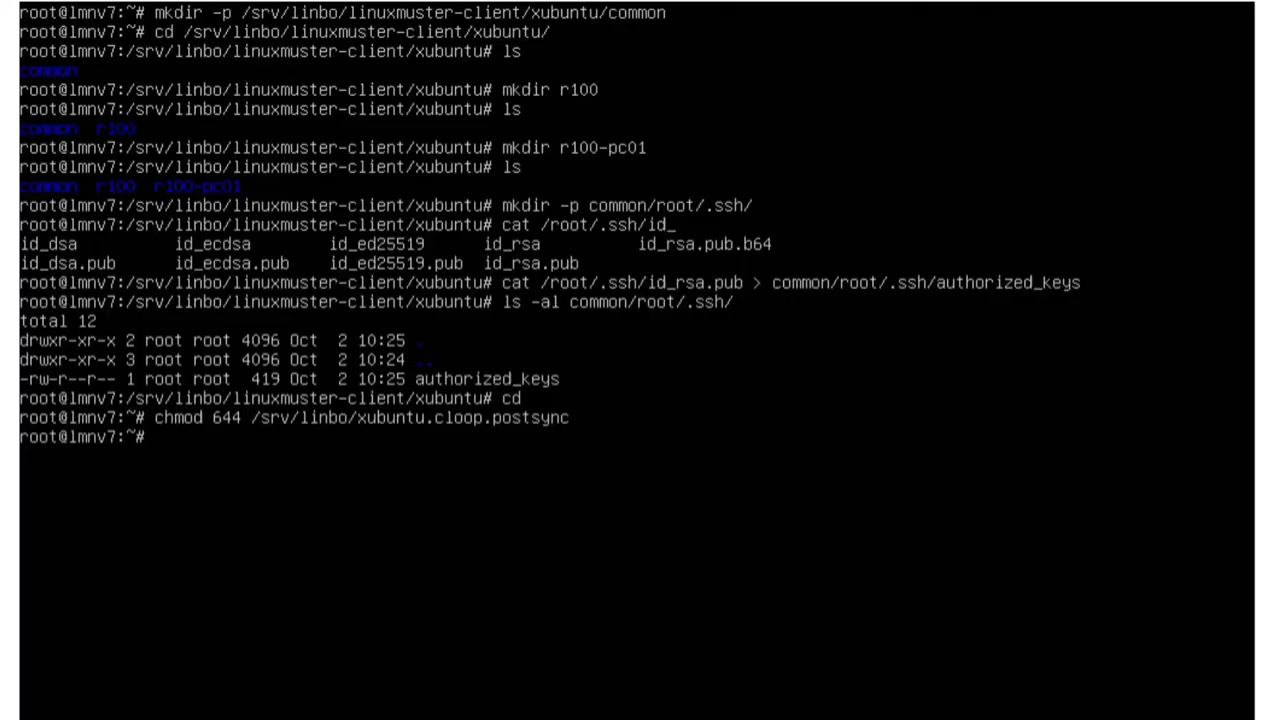 root@lmnv7:~# mkdir -p /srv/linbo/linuxmuster-client/xubuntu/common
root@lmnv7:~# cd /srv/linbo/linuxmuster-client/xubuntu/
root@lmnv7:/srv/linbo/linuxmuster-client/xubuntu# ls
common
root@lmnv7:/srv/linbo/linuxmuster-client/xubuntu# mkdir r100
root@lmnv7:/srv/linbo/linuxmuster-client/xubuntu# ls
common  r100
root@lmnv7:/srv/linbo/linuxmuster-client/xubuntu# mkdir r100-pc01
root@lmnv7:/srv/linbo/linuxmuster-client/xubuntu# ls
common  r100  r100-pc01
root@lmnv7:/srv/linbo/linuxmuster-client/xubuntu# mkdir -p common/root/.ssh/
root@lmnv7:/srv/linbo/linuxmuster-client/xubuntu# cat /root/.ssh/id_
id_dsa          id_ecdsa        id_ed25519      id_rsa          id_rsa.pub.b64
id_dsa.pub      id_ecdsa.pub    id_ed25519.pub  id_rsa.pub
root@lmnv7:/srv/linbo/linuxmuster-client/xubuntu# cat /root/.ssh/id_rsa.pub > common/root/.ssh/authorized_keys
root@lmnv7:/srv/linbo/linuxmuster-client/xubuntu# ls -al common/root/.ssh/
total 12
drwxr-xr-x 2 root root 4096 Oct  2 10:25 .
drwxr-xr-x 3 root root 4096 Oct  2 10:24 ..
-rw-r--r-- 1 root root  419 Oct  2 10:25 authorized_keys
root@lmnv7:/srv/linbo/linuxmuster-client/xubuntu# cd
root@lmnv7:~# chmod 644 /srv/linbo/xubuntu.cloop.postsync
root@lmnv7:~#